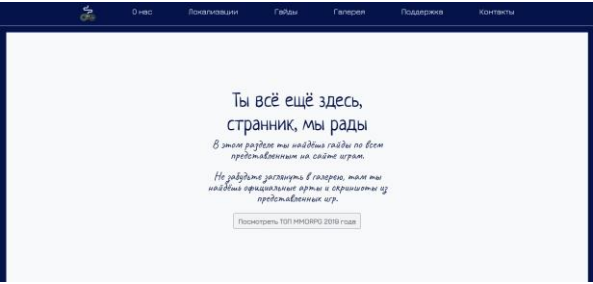 О нас Локализации Гайды Галерея Поддержка Контакты
Ты всё ещё здесь,
странник, мы рады
В этом разделе ты найдёшь гайды по всем
представленным на сайте играм.
Не забудьте заглянуть в галерею, там ты
найдёшь официальные арты и скриншоты из
представленных игр.
Посмотреть ТОП MMORPG 2019 года